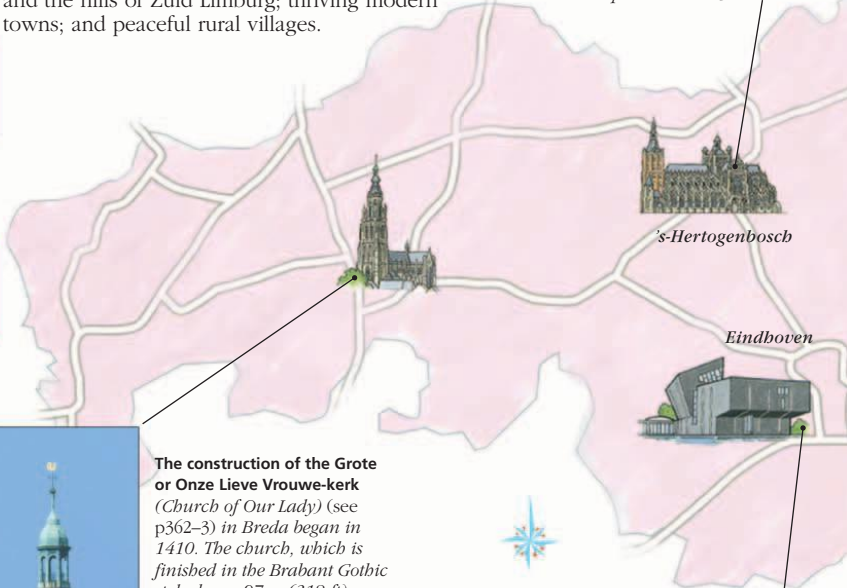 and the hills of Zuid Limburg; thriving modern
towns; and peaceful rural villages.
's-Hertogenbosch
Eindhoven
The construction of the Grote
or Onze Lieve Vrouwe-kerk
(Church of Our Lady) (see
p362–3) in Breda began in
1410. The church, which is
finished in the Brabant Gothic